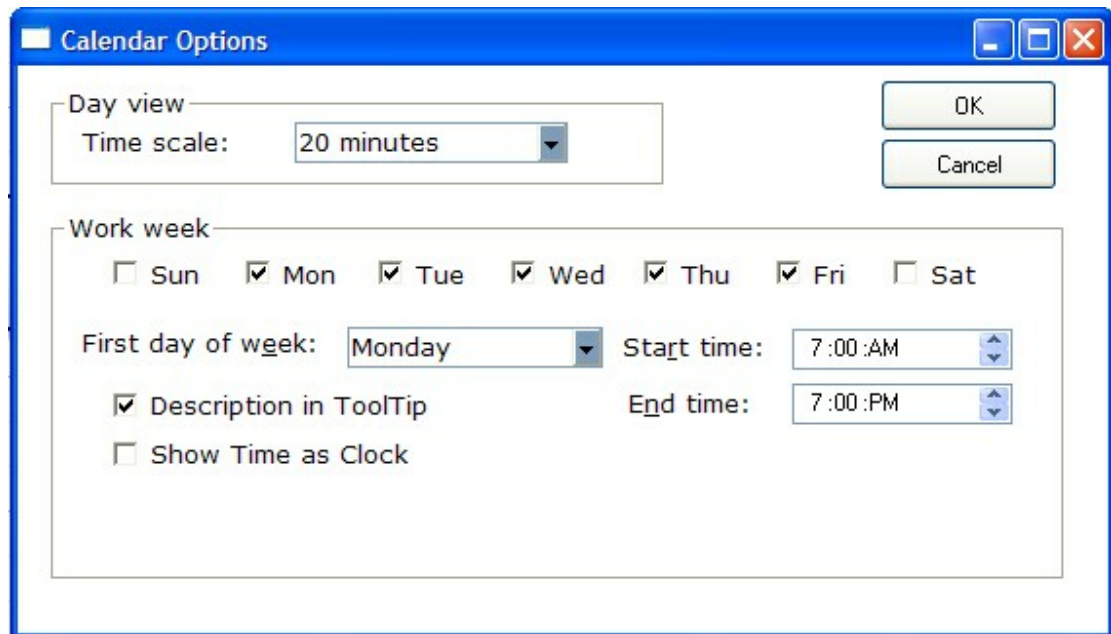 Calendar Options
Day view
OK
Time scale: 20 minutes
Cancel
Work week
Sun Mon Tue Wed Thu Fri Sat
First day of week: Monday Start time: 7:00:AM
Description in ToolTip End time: 7:00:PM
Show Time as Clock